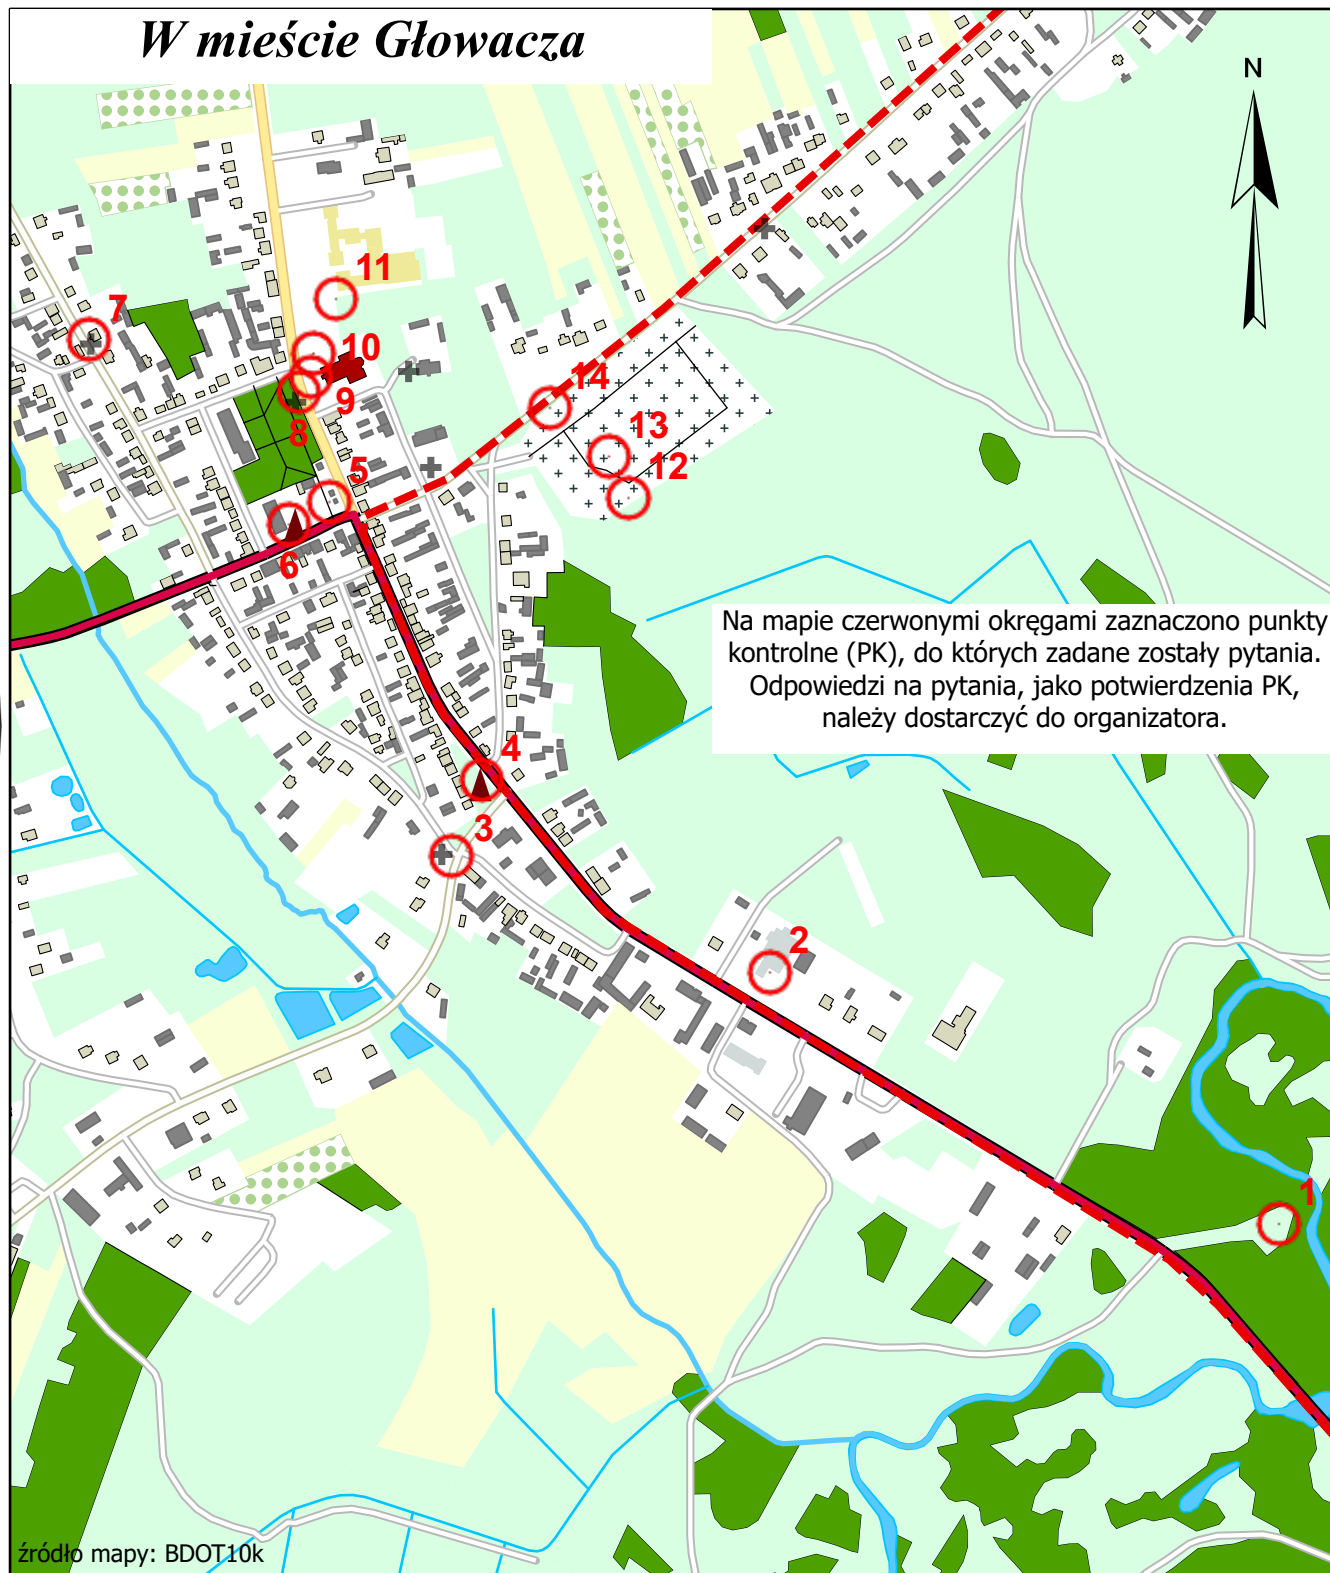 W mieście Głowacza
N
11
7
10
14
9
8
13
12
5
6
Na mapie czerwonymi okręgami zaznaczono punkty
kontrolne (PK), do których zadane zostały pytania.
Odpowiedzi na pytania, jako potwierdzenia PK,
należy dostarczyć do organizatora.
4
3
2
1
źródło mapy: BDOT10k